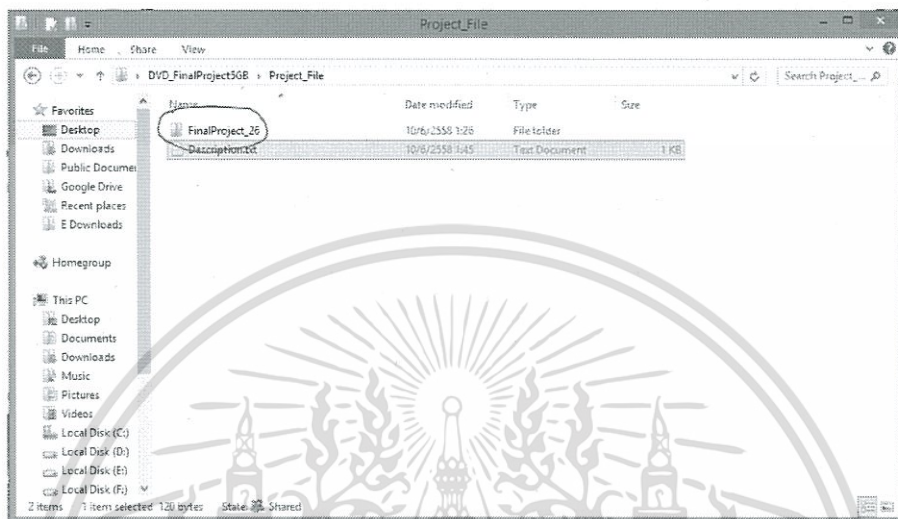 Project_File
File Home Share View
DVD_FinalProject5GB › Project_File
Search Project_...
Favorites
Desktop
Downloads
Public Documen
Google Drive
Recent places
E Downloads
Homegroup
This PC
Desktop
Documents
Downloads
Music
Pictures
Videos
Local Disk (C:)
Local Disk (D:)
Local Disk (E:)
Local Disk (F:)
Name Date modified Type Size
FinalProject_26 10/6/2558 1:26 File folder
Description.txt 10/6/2558 1:45 Text Document 1 KB
2 items 1 item selected 120 bytes State: Shared